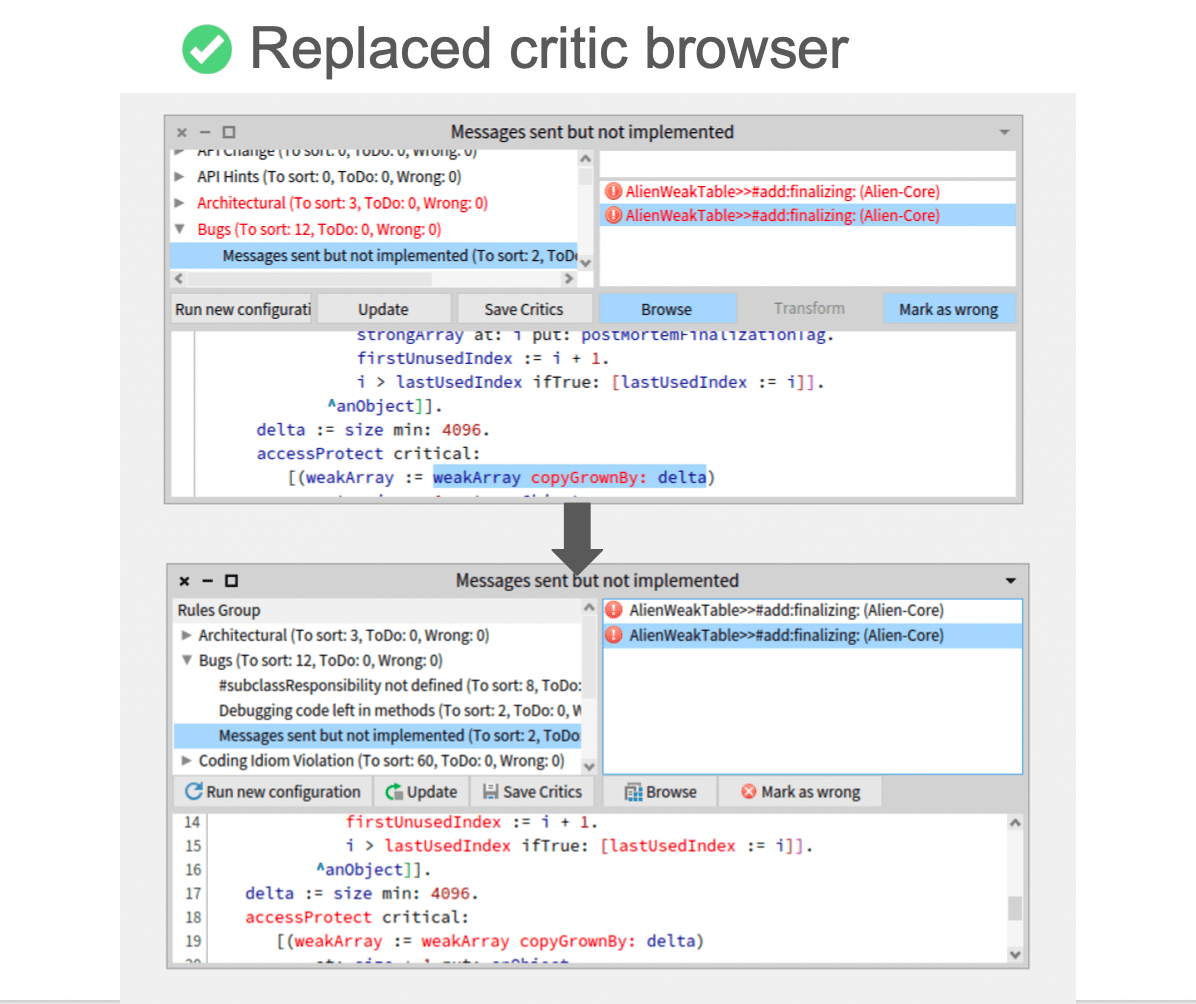 Replaced critic browser
Messages sent but not implemented
API Change (To sort: 0, ToDo: 0, Wrong: 0)
API Hints (To sort: 0, ToDo: 0, Wrong: 0)
Architectural (To sort: 3, ToDo: 0, Wrong: 0)
Bugs (To sort: 12, ToDo: 0, Wrong: 0)
Messages sent but not implemented (To sort: 2, ToDo
AlienWeakTable>>#add:finalizing: (Alien-Core)
AlienWeakTable>>#add:finalizing: (Alien-Core)
Run new configurati Update Save Critics Browse Transform Mark as wrong
strongArray at: i put: postMortemFinalizationTag.
firstUnusedIndex := i + 1.
i > lastUsedIndex ifTrue: [lastUsedIndex := i]].
^anObject]].
delta := size min: 4096.
accessProtect critical:
[(weakArray := weakArray copyGrownBy: delta)
Messages sent but not implemented
Rules Group
Architectural (To sort: 3, ToDo: 0, Wrong: 0)
Bugs (To sort: 12, ToDo: 0, Wrong: 0)
#subclassResponsibility not defined (To sort: 8, ToDo:
Debugging code left in methods (To sort: 2, ToDo: 0, W
Messages sent but not implemented (To sort: 2, ToDo
Coding Idiom Violation (To sort: 60, ToDo: 0, Wrong: 0)
AlienWeakTable>>#add:finalizing: (Alien-Core)
AlienWeakTable>>#add:finalizing: (Alien-Core)
Run new configuration Update Save Critics Browse Mark as wrong
14 firstUnusedIndex := i + 1.
15 i > lastUsedIndex ifTrue: [lastUsedIndex := i]].
16 ^anObject]].
17 delta := size min: 4096.
18 accessProtect critical:
19 [(weakArray := weakArray copyGrownBy: delta)